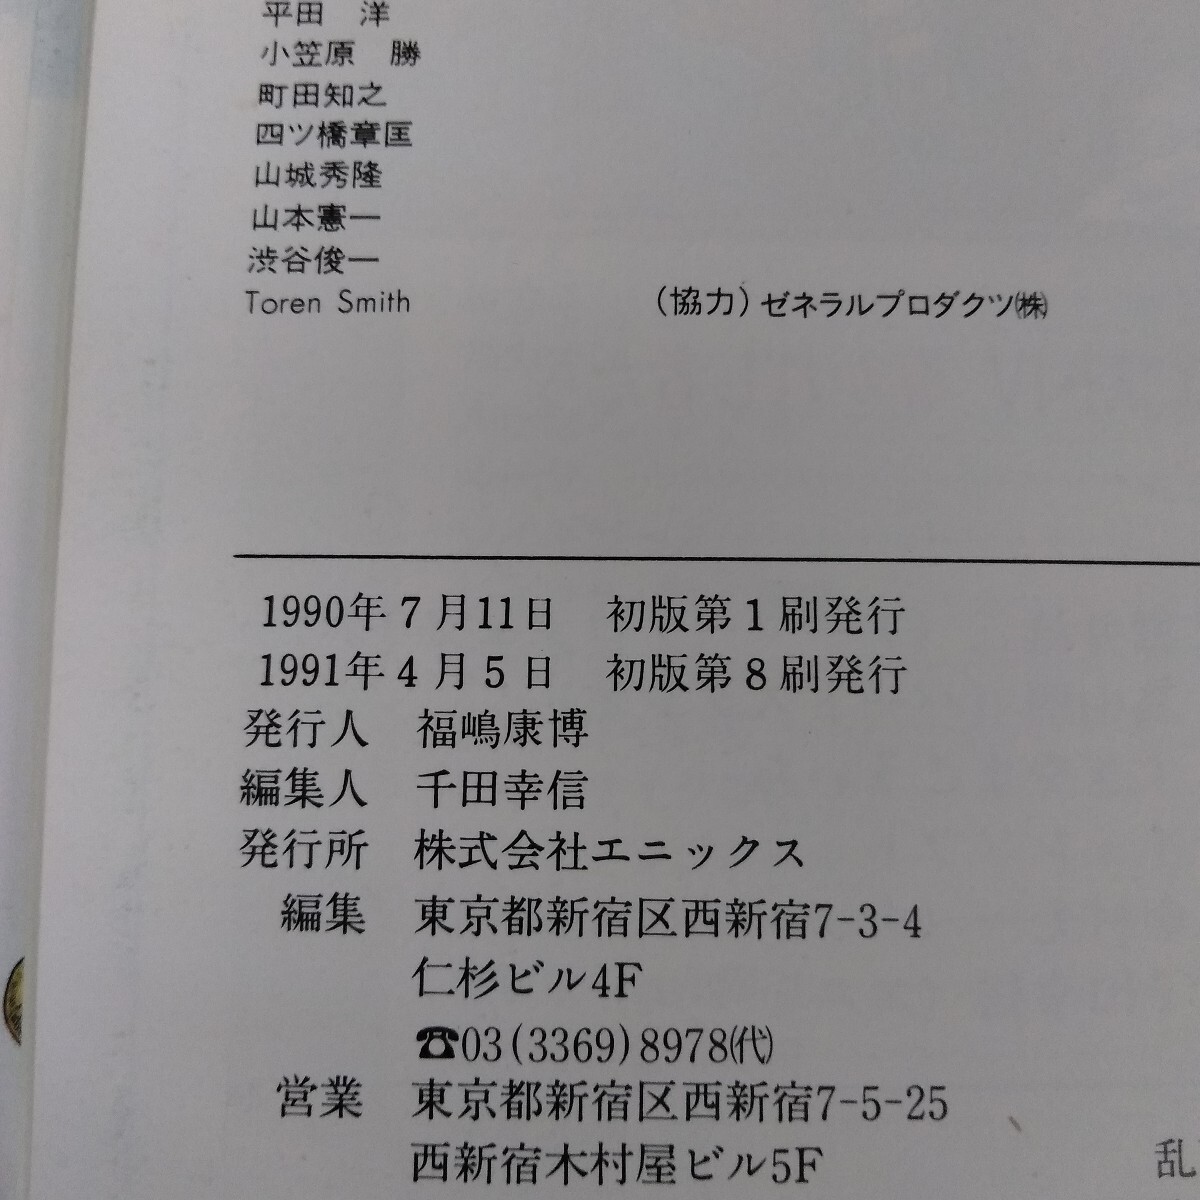 平田　洋
小笠原　勝
町田知之
四ツ橋章匡
山城秀隆
山本憲一
渋谷俊一
Toren Smith　（協力）ゼネラルプロダクツ㈱
1990年7月11日　初版第1刷発行
1991年4月5日　初版第8刷発行
発行人　福嶋康博
編集人　千田幸信
発行所　株式会社エニックス
編集　東京都新宿区西新宿7-3-4
仁杉ビル4F
☎03(3369)8978㈹
営業　東京都新宿区西新宿7-5-25
西新宿木村屋ビル5F
乱